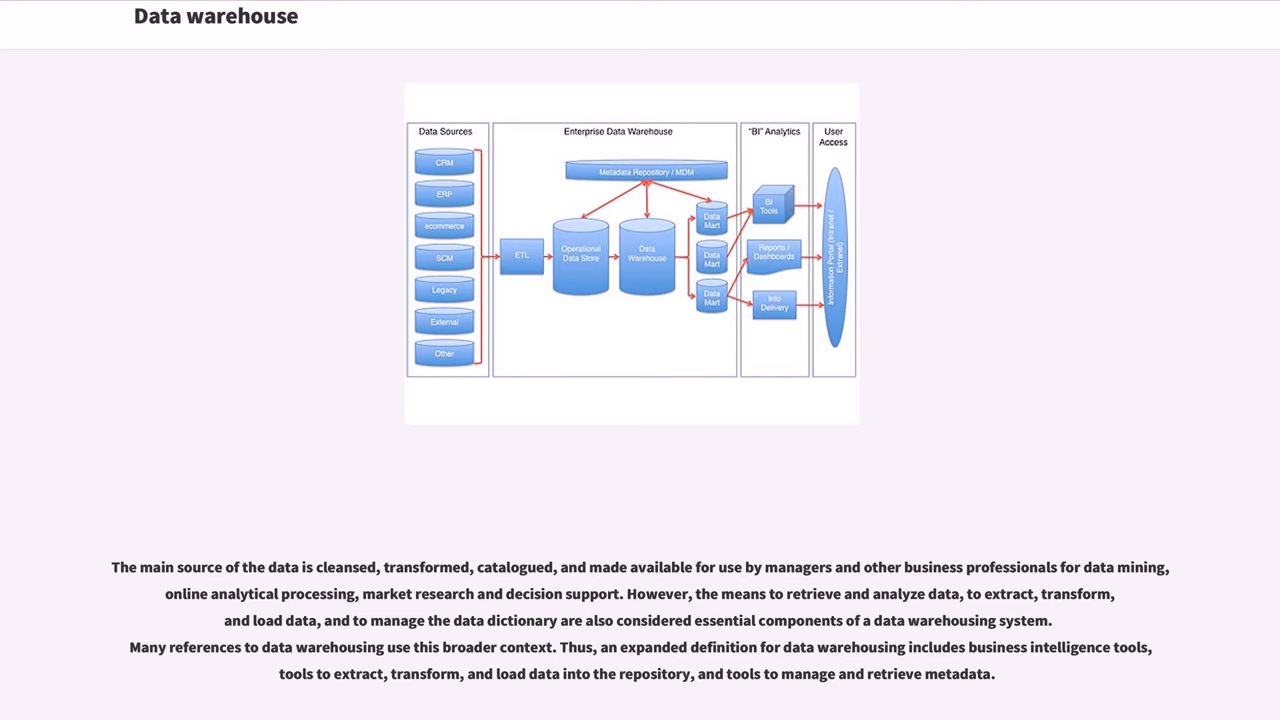 Data warehouse
Data Sources
Enterprise Data Warehouse
"BI" Analytics
User
Access
CRM
ERP
ecommerce
SCM
Legacy
External
Other
ETL
Metadata Repository / MDM
Operational
Data Store
Data
Warehouse
Data
Mart
Data
Mart
Data
Mart
BI
Tools
Reports /
Dashboards
Info
Delivery
Information Portal (Intranet /
Extranet)
The main source of the data is cleansed, transformed, catalogued, and made available for use by managers and other business professionals for data mining,
online analytical processing, market research and decision support. However, the means to retrieve and analyze data, to extract, transform,
and load data, and to manage the data dictionary are also considered essential components of a data warehousing system.
Many references to data warehousing use this broader context. Thus, an expanded definition for data warehousing includes business intelligence tools,
tools to extract, transform, and load data into the repository, and tools to manage and retrieve metadata.